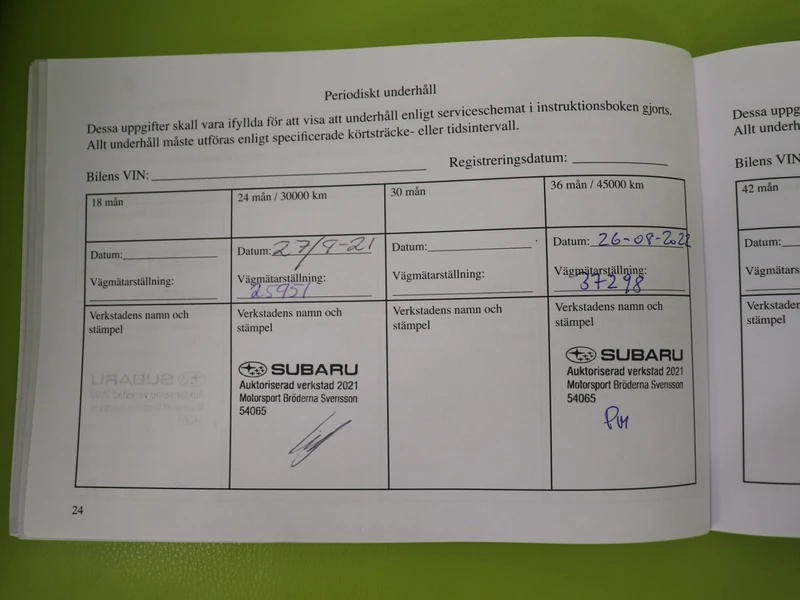 Periodiskt underhåll
Dessa uppgifter skall vara ifyllda för att visa att underhåll enligt serviceschemat i instruktionsboken gjorts.
Allt underhåll måste utföras enligt specificerade körtsträcke- eller tidsintervall.
Bilens VIN:
Registreringsdatum:
18 mån
24 mån / 30000 km
30 mån
36 mån / 45000 km
Datum:
Datum: 27/9-21
Datum:
Datum: 26-08-2022
Vägmätarställning:
Vägmätarställning:
25951
Vägmätarställning:
Vägmätarställning:
37298
Verkstadens namn och
stämpel
Verkstadens namn och
stämpel
SUBARU
Auktoriserad verkstad 2021
Motorsport Bröderna Svensson
54065
Verkstadens namn och
stämpel
Verkstadens namn och
stämpel
SUBARU
Auktoriserad verkstad 2021
Motorsport Bröderna Svensson
54065
24
Dessa
Allt
Bilens VIN
42 mån
Datum:
stämpel